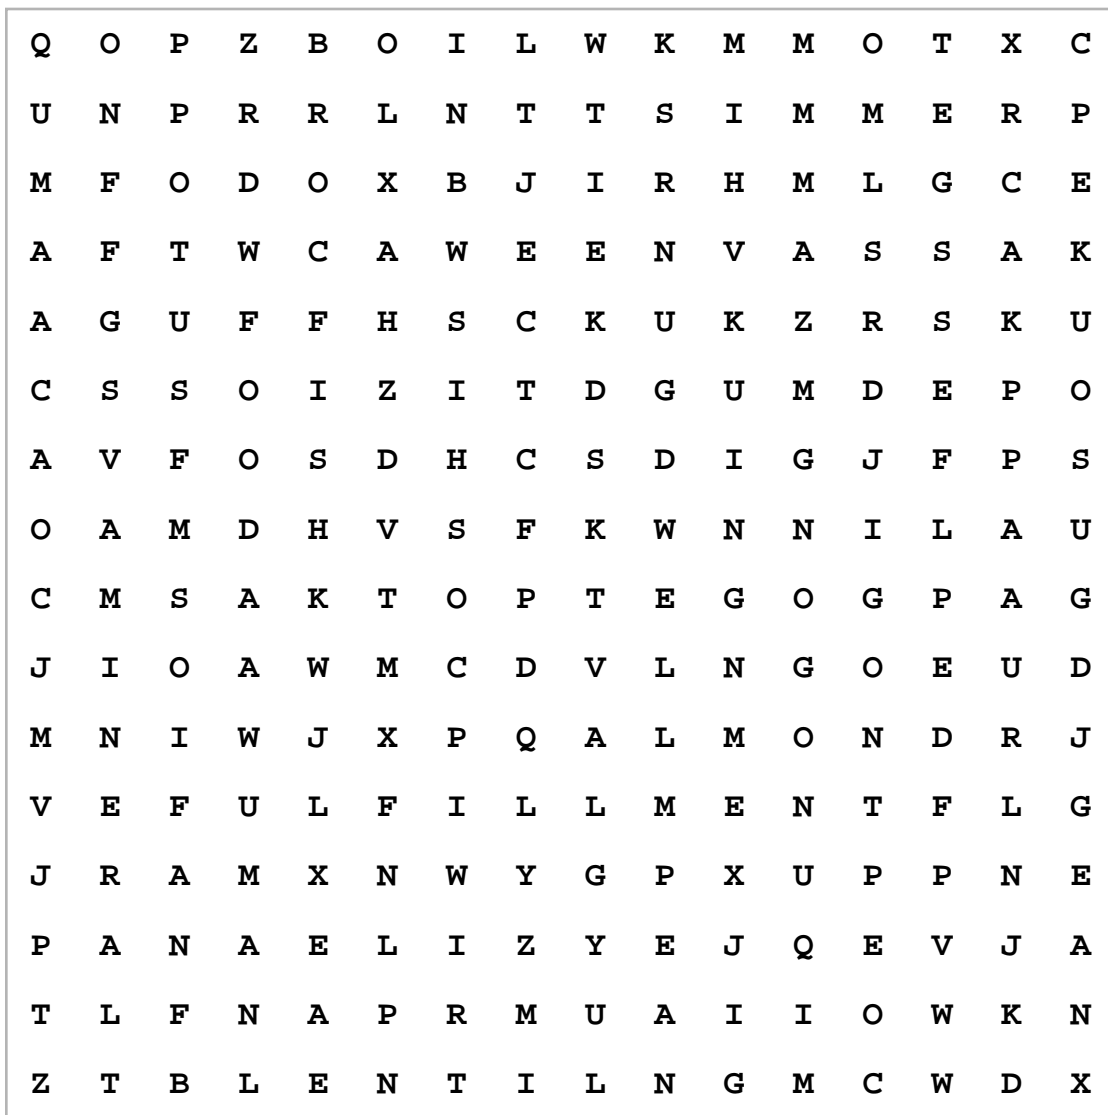 Q O P Z B O I L W K M M O T X C
U N P R R L N T T S I M M E R P
M F O D O X B J I R H M L G C E
A F T W C A W E E N V A S S A K
A G U F F H S C K U K Z R S K U
C S S O I Z I T D G U M D E P O
A V F O S D H C S D I G J F P S
O A M D H V S F K W N N I L A U
C M S A K T O P T E G O G P A G
J I O A W M C D V L N G O E U D
M N I W J X P Q A L M O N D R J
V E F U L F I L L M E N T F L G
J R A M X N W Y G P X U P P N E
P A N A E L I Z Y E J Q E V J A
T L F N A P R M U A I I O W K N
Z T B L E N T I L N G M C W D X